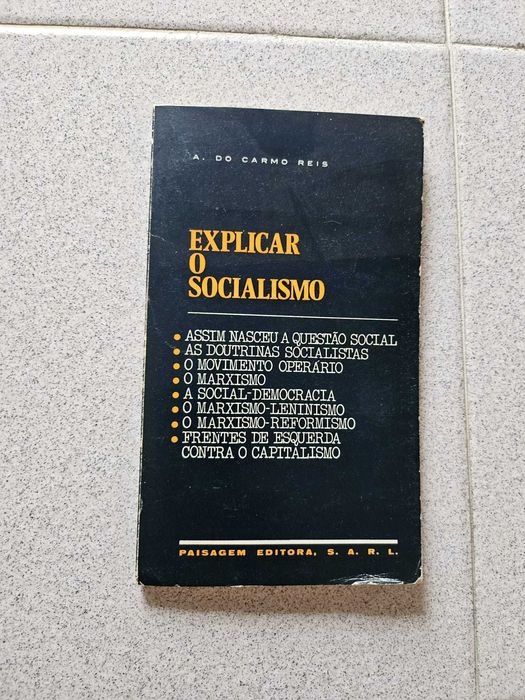 A. DO CARMO REIS
EXPLICAR
O
SOCIALISMO
• ASSIM NASCEU A QUESTÃO SOCIAL
• AS DOUTRINAS SOCIALISTAS
• O MOVIMENTO OPERÁRIO
• O MARXISMO
• A SOCIAL-DEMOCRACIA
• O MARXISMO-LENINISMO
• O MARXISMO-REFORMISMO
• FRENTES DE ESQUERDA
CONTRA O CAPITALISMO
PAISAGEM EDITORA, S. A. R. L.